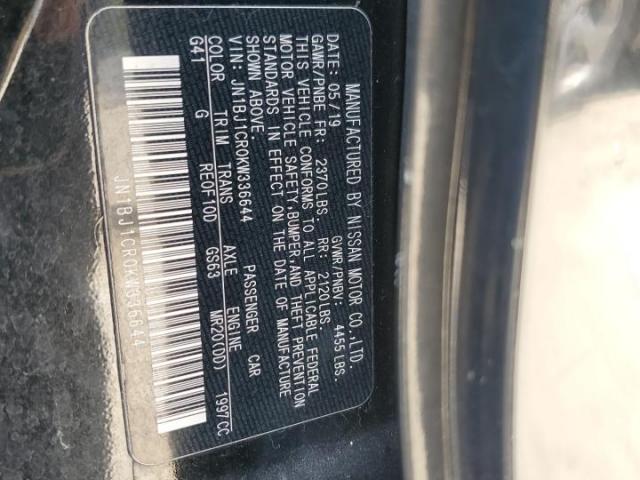 MANUFACTURED BY NISSAN MOTOR CO.,LTD.
DATE: 05/19 GVWR/PNBV: 4455 LBS.
GAWR/PNBE FR: 2370LBS. RR: 2120LBS
THIS VEHICLE CONFORMS TO ALL APPLICABLE FEDERAL
MOTOR VEHICLE SAFETY,BUMPER,AND THEFT PREVENTION
STANDARDS IN EFFECT ON THE DATE OF MANUFACTURE
SHOWN ABOVE.
VIN: JN1BJ1CR0KW336644 PASSENGER CAR
COLOR TRIM TRANS AXLE ENGINE
G41 G RE0F10D GS63 MR20(DD) 1997CC
JN1BJ1CR0KW336644